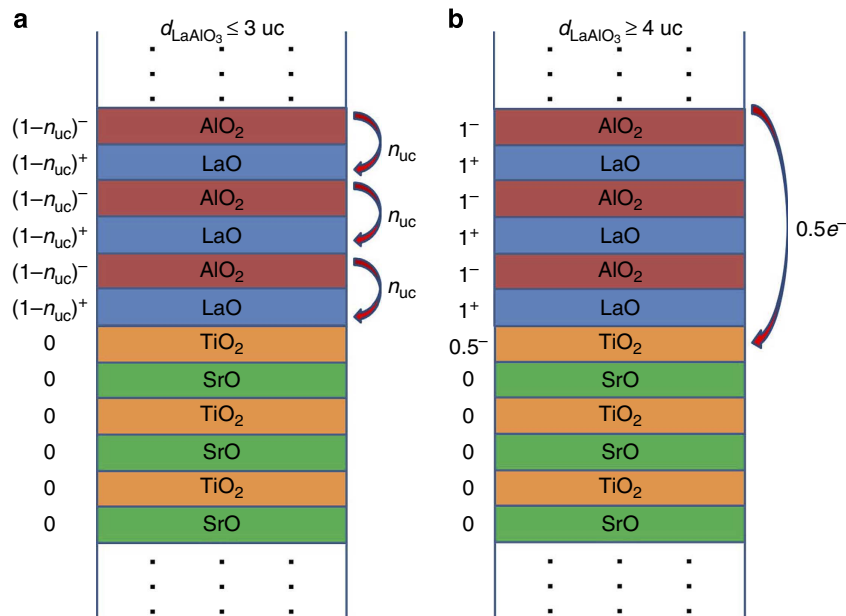 a
d_LaAlO₃ ≤ 3 uc
(1–n_uc)⁻ AlO₂
n_uc
(1–n_uc)⁺ LaO
(1–n_uc)⁻ AlO₂
n_uc
(1–n_uc)⁺ LaO
(1–n_uc)⁻ AlO₂
n_uc
(1–n_uc)⁺ LaO
0 TiO₂
0 SrO
0 TiO₂
0 SrO
0 TiO₂
0 SrO
b
d_LaAlO₃ ≥ 4 uc
1⁻ AlO₂
1⁺ LaO
1⁻ AlO₂
1⁺ LaO
0.5e⁻
1⁻ AlO₂
1⁺ LaO
0.5⁻ TiO₂
0 SrO
0 TiO₂
0 SrO
0 TiO₂
0 SrO